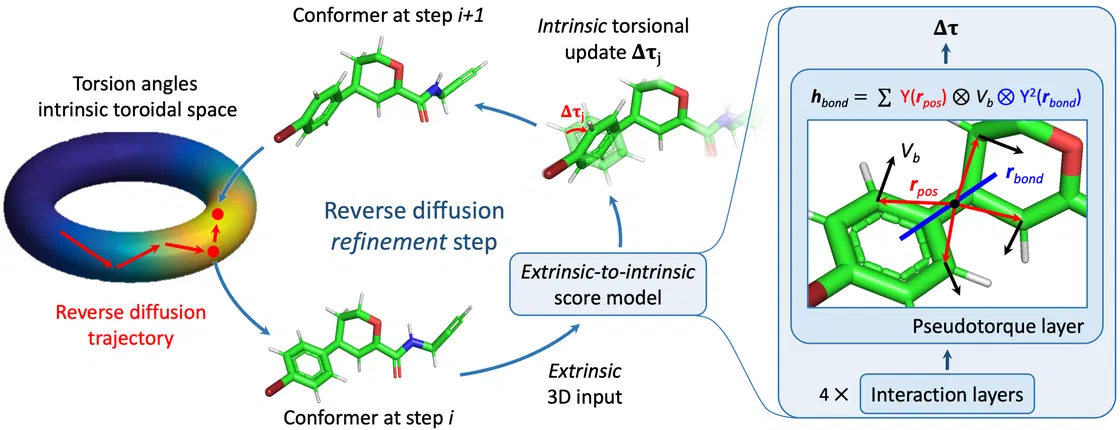 Conformer at step i+1
Intrinsic torsional
update Δτj
Torsion angles
intrinsic toroidal space
Δτj
Reverse diffusion
refinement step
Reverse diffusion
trajectory
Extrinsic-to-intrinsic
score model
Extrinsic
3D input
Conformer at step i
Δτ
hbond = ∑ Y(rpos) ⊗ Vb ⊗ Y²(rbond)
Vb
rpos
rbond
Pseudotorque layer
4 × Interaction layers